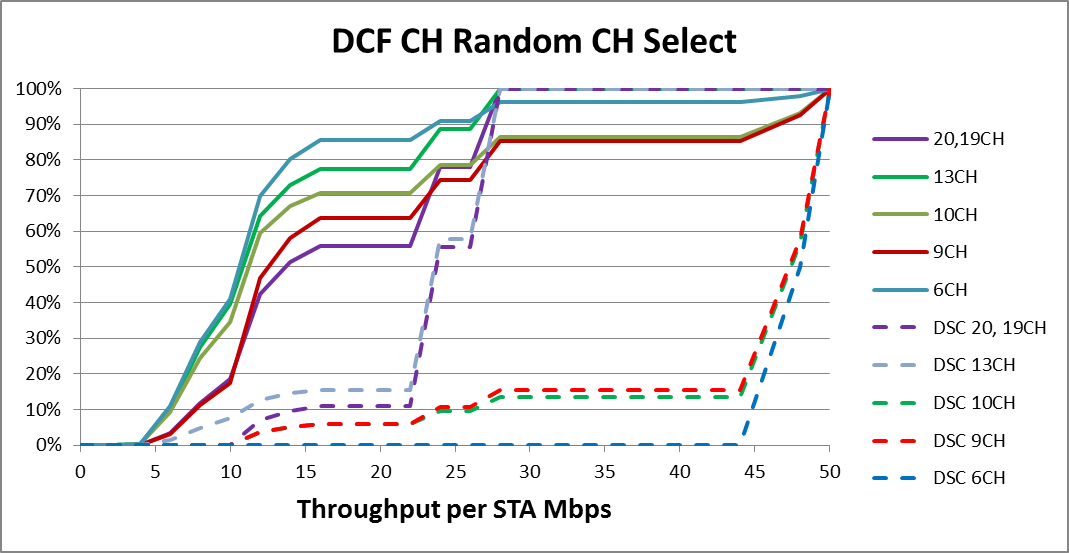 DCF CH Random CH Select
100%
90%
80%
70%
60%
50%
40%
30%
20%
10%
0%
0 5 10 15 20 25 30 35 40 45 50
Throughput per STA Mbps
20,19CH
13CH
10CH
9CH
6CH
DSC 20, 19CH
DSC 13CH
DSC 10CH
DSC 9CH
DSC 6CH